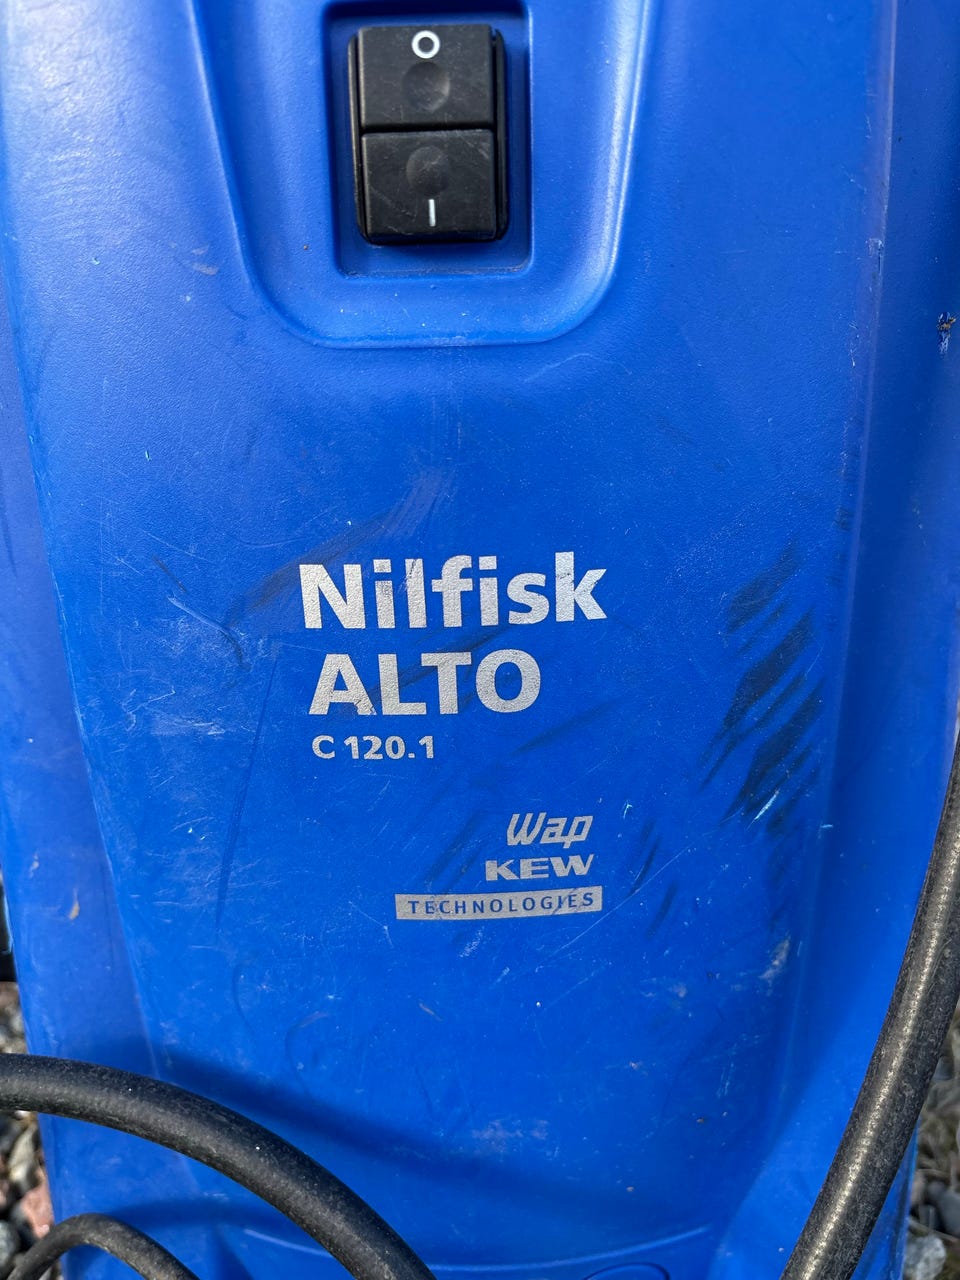 O
I
Nilfisk
ALTO
C 120.1
Wap
KEW
TECHNOLOGIES